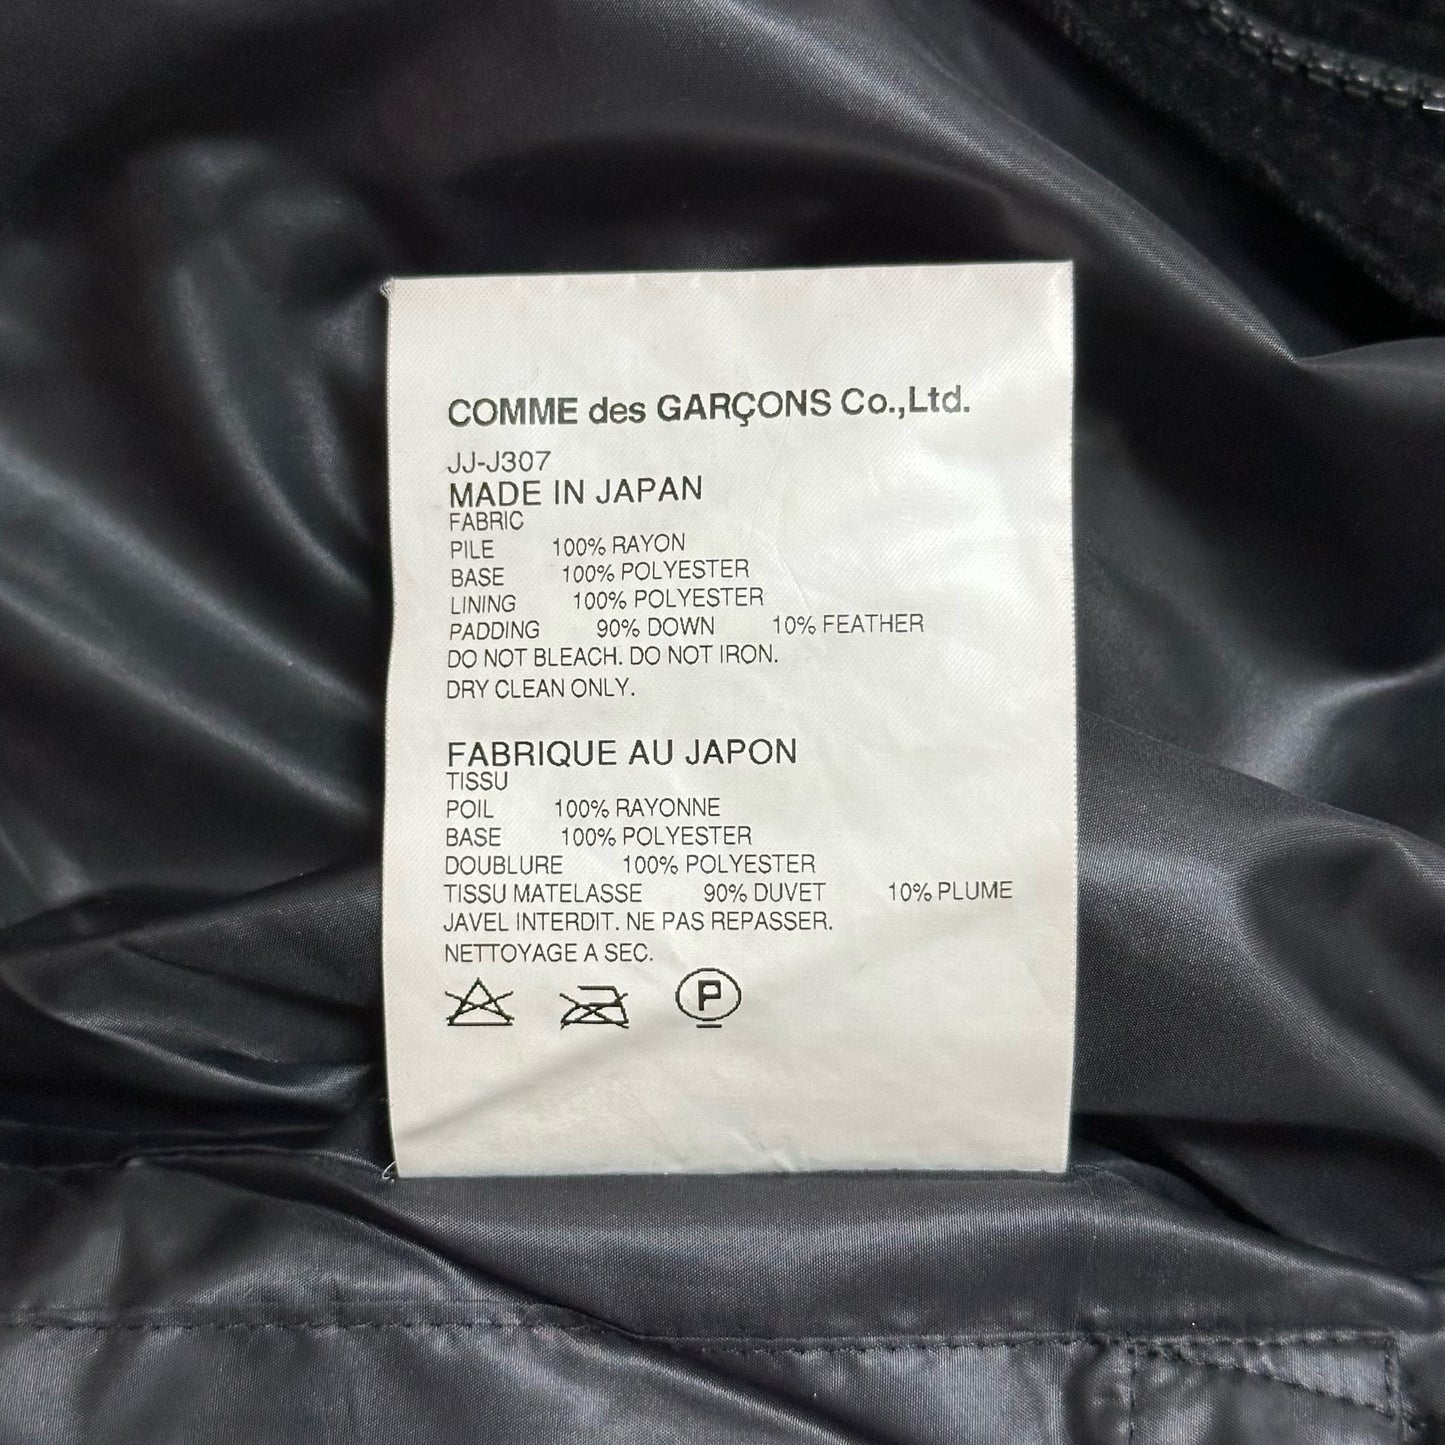 COMME des GARÇONS Co.,Ltd.
JJ-J307
MADE IN JAPAN
FABRIC
PILE 100% RAYON
BASE 100% POLYESTER
LINING 100% POLYESTER
PADDING 90% DOWN 10% FEATHER
DO NOT BLEACH. DO NOT IRON.
DRY CLEAN ONLY.
FABRIQUE AU JAPON
TISSU
POIL 100% RAYONNE
BASE 100% POLYESTER
DOUBLURE 100% POLYESTER
TISSU MATELASSE 90% DUVET 10% PLUME
JAVEL INTERDIT. NE PAS REPASSER.
NETTOYAGE A SEC.
P